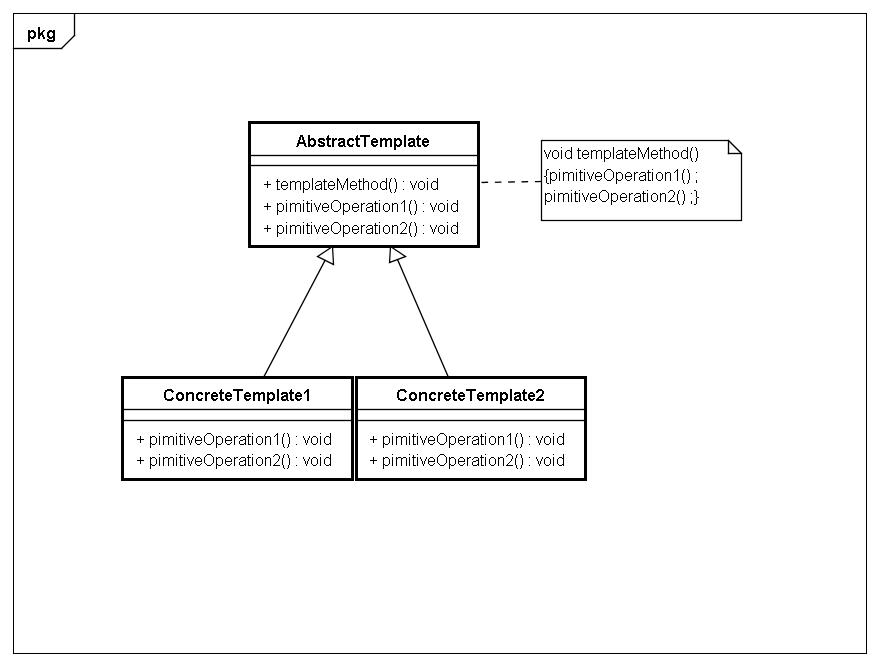 pkg
AbstractTemplate
+ templateMethod() : void
+ pimitiveOperation1() : void
+ pimitiveOperation2() : void
void templateMethod()
{pimitiveOperation1() ;
pimitiveOperation2() ;}
ConcreteTemplate1
+ pimitiveOperation1() : void
+ pimitiveOperation2() : void
ConcreteTemplate2
+ pimitiveOperation1() : void
+ pimitiveOperation2() : void